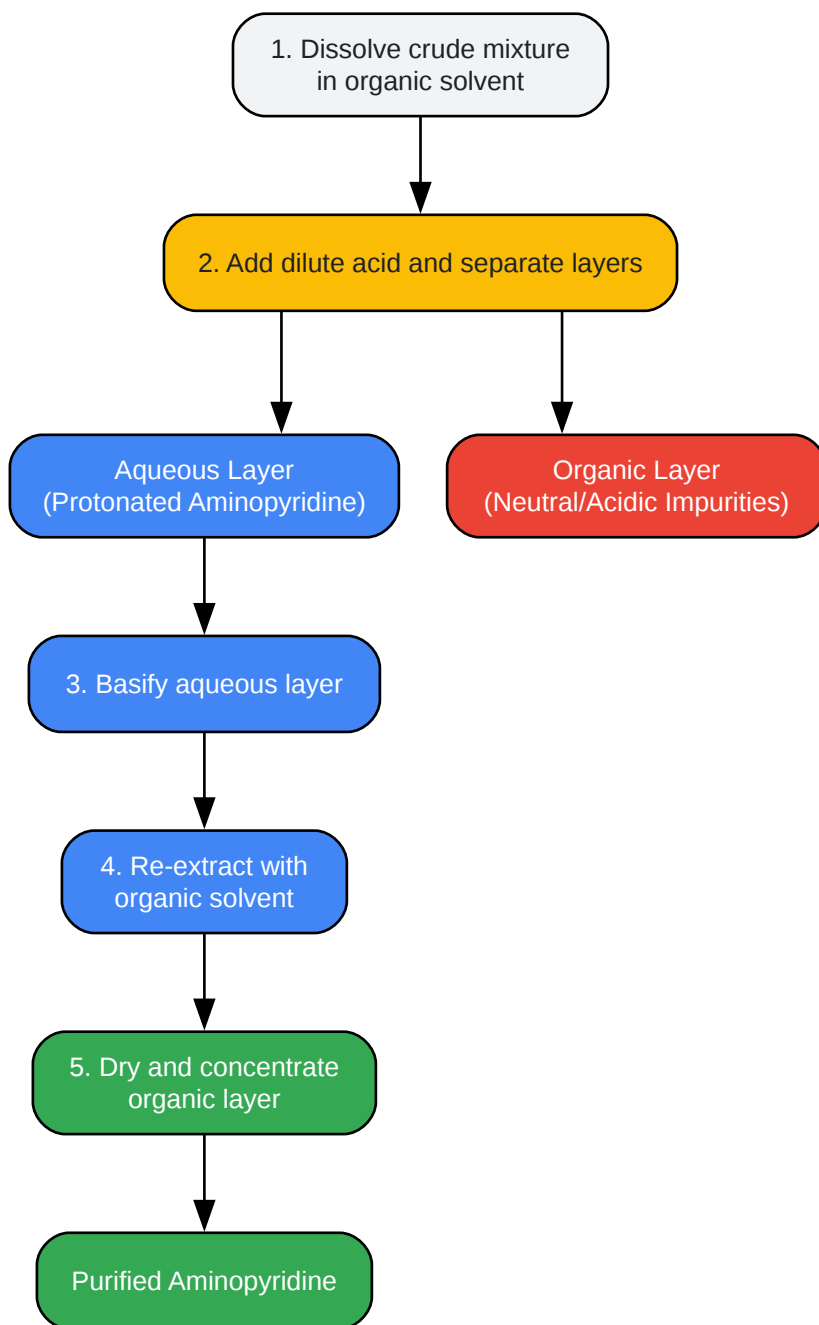 1. Dissolve crude mixture
in organic solvent
2. Add dilute acid and separate layers
Aqueous Layer
(Protonated Aminopyridine)
Organic Layer
(Neutral/Acidic Impurities)
3. Basify aqueous layer
4. Re-extract with
organic solvent
5. Dry and concentrate
organic layer
Purified Aminopyridine